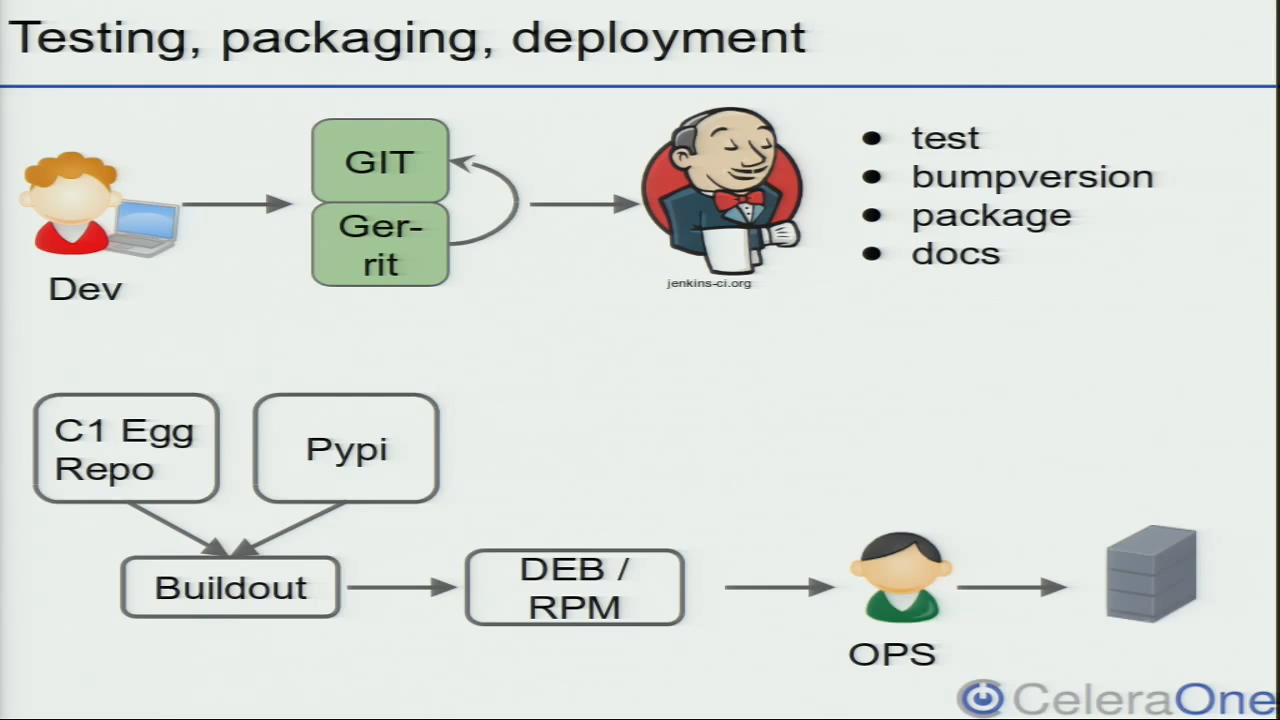 Testing, packaging, deployment
GIT
Ger-
rit
Dev
jenkins-ci.org
test
bumpversion
package
docs
C1 Egg
Repo
Pypi
Buildout
DEB /
RPM
OPS
CeleraOne